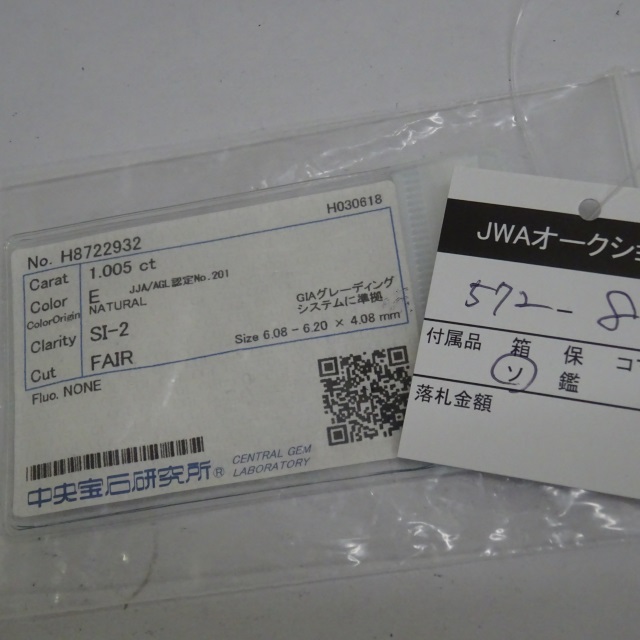 H030618
No. H8722932
Carat 1.005 ct
Color E JJA/AGL認定No.201
ColorOrigin NATURAL
GIAグレーディング
システムに準拠
Clarity SI-2
Size 6.08 - 6.20 × 4.08 mm
Cut FAIR
Fluo. NONE
中央宝石研究所® CENTRAL GEM
LABORATORY
JWAオークショ
572-8
付属品 箱 保
ソ 鑑
落札金額